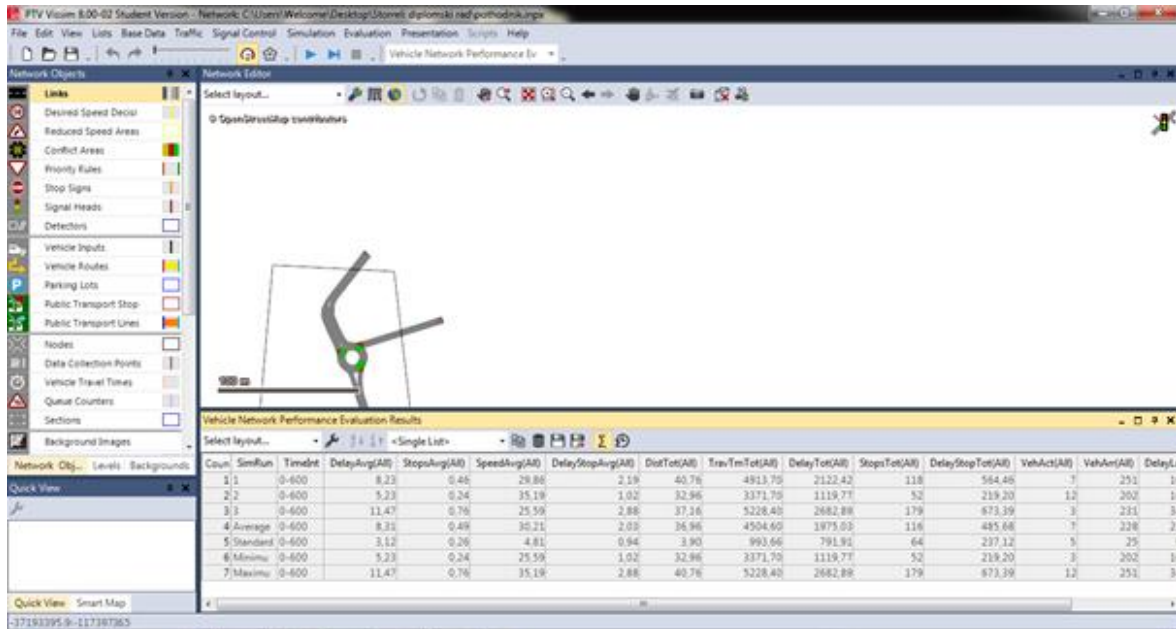 PTV Vissim 8.00-02 Student Version - Network: C:\Users\Welcome\Desktop\Storreli diplomski rad\pothodnik.inpx
File Edit View Lists Base Data Traffic Signal Control Simulation Evaluation Presentation Scripts Help
Vehicle Network Performance Ev
Network Objects
Links
Desired Speed Decisi
Reduced Speed Areas
Conflict Areas
Priority Rules
Stop Signs
Signal Heads
Detectors
Vehicle Inputs
Vehicle Routes
Parking Lots
Public Transport Stop
Public Transport Lines
Nodes
Data Collection Points
Vehicle Travel Times
Queue Counters
Sections
Background Images
Network Obj... Levels Backgrounds
Quick View
Quick View Smart Map
Network Editor
Select layout...
© OpenStreetMap contributors
100 m
Vehicle Network Performance Evaluation Results
Select layout... <Single List>
Coun SimRun TimeInt DelayAvg(All) StopsAvg(All) SpeedAvg(All) DelayStopAvg(All) DistTot(All) TravTmTot(All) DelayTot(All) StopsTot(All) DelayStopTot(All) VehAct(All) VehArr(All) DelayL
1 1 0-600 8,23 0,46 29,86 2,19 40,76 4913,70 2122,42 118 564,46 7 251
2 2 0-600 5,23 0,24 35,19 1,02 32,96 3371,70 1119,77 52 219,20 12 202
3 3 0-600 11,47 0,76 25,59 2,88 37,16 5228,40 2682,89 179 673,39 3 231
4 Average 0-600 8,31 0,49 30,21 2,03 36,96 4504,60 1975,03 116 485,68 7 228
5 Standard 0-600 3,12 0,26 4,81 0,94 3,90 993,66 791,91 64 237,12 5 25
6 Minimu 0-600 5,23 0,24 25,59 1,02 32,96 3371,70 1119,77 52 219,20 3 202
7 Maximu 0-600 11,47 0,76 35,19 2,88 40,76 5228,40 2682,89 179 673,39 12 251
-37193395.9:-117397365